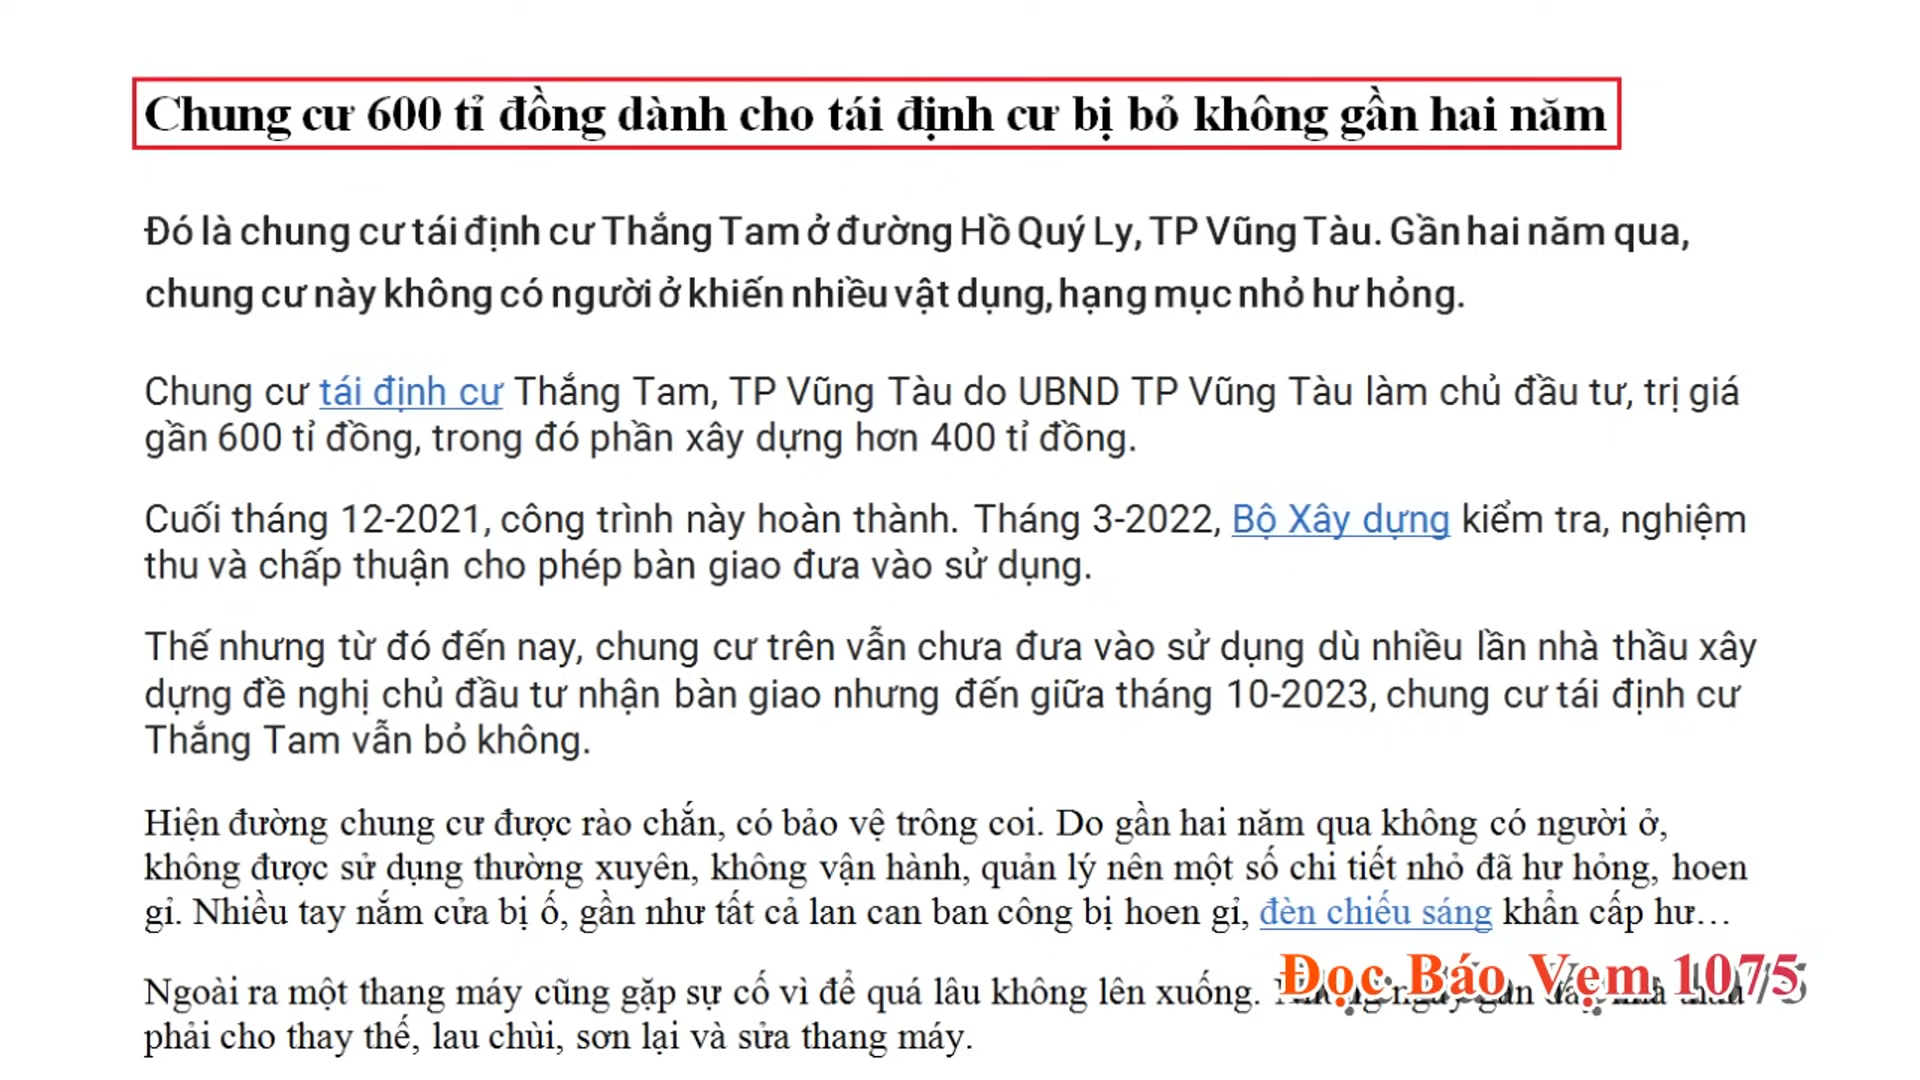 Chung cư 600 tỉ đồng dành cho tái định cư bị bỏ không gần hai năm
Đó là chung cư tái định cư Thắng Tam ở đường Hồ Quý Ly, TP Vũng Tàu. Gần hai năm qua,
chung cư này không có người ở khiến nhiều vật dụng, hạng mục nhỏ hư hỏng.
Chung cư tái định cư Thắng Tam, TP Vũng Tàu do UBND TP Vũng Tàu làm chủ đầu tư, trị giá
gần 600 tỉ đồng, trong đó phần xây dựng hơn 400 tỉ đồng.
Cuối tháng 12-2021, công trình này hoàn thành. Tháng 3-2022, Bộ Xây dựng kiểm tra, nghiệm
thu và chấp thuận cho phép bàn giao đưa vào sử dụng.
Thế nhưng từ đó đến nay, chung cư trên vẫn chưa đưa vào sử dụng dù nhiều lần nhà thầu xây
dựng đề nghị chủ đầu tư nhận bàn giao nhưng đến giữa tháng 10-2023, chung cư tái định cư
Thắng Tam vẫn bỏ không.
Hiện đường chung cư được rào chắn, có bảo vệ trông coi. Do gần hai năm qua không có người ở,
không được sử dụng thường xuyên, không vận hành, quản lý nên một số chi tiết nhỏ đã hư hỏng, hoen
gỉ. Nhiều tay nắm cửa bị ố, gần như tất cả lan can ban công bị hoen gỉ, đèn chiếu sáng khẩn cấp hư…
Đọc Báo Vẹm 1075
Ngoài ra một thang máy cũng gặp sự cố vì để quá lâu không lên xuống.
phải cho thay thế, lau chùi, sơn lại và sửa thang máy.